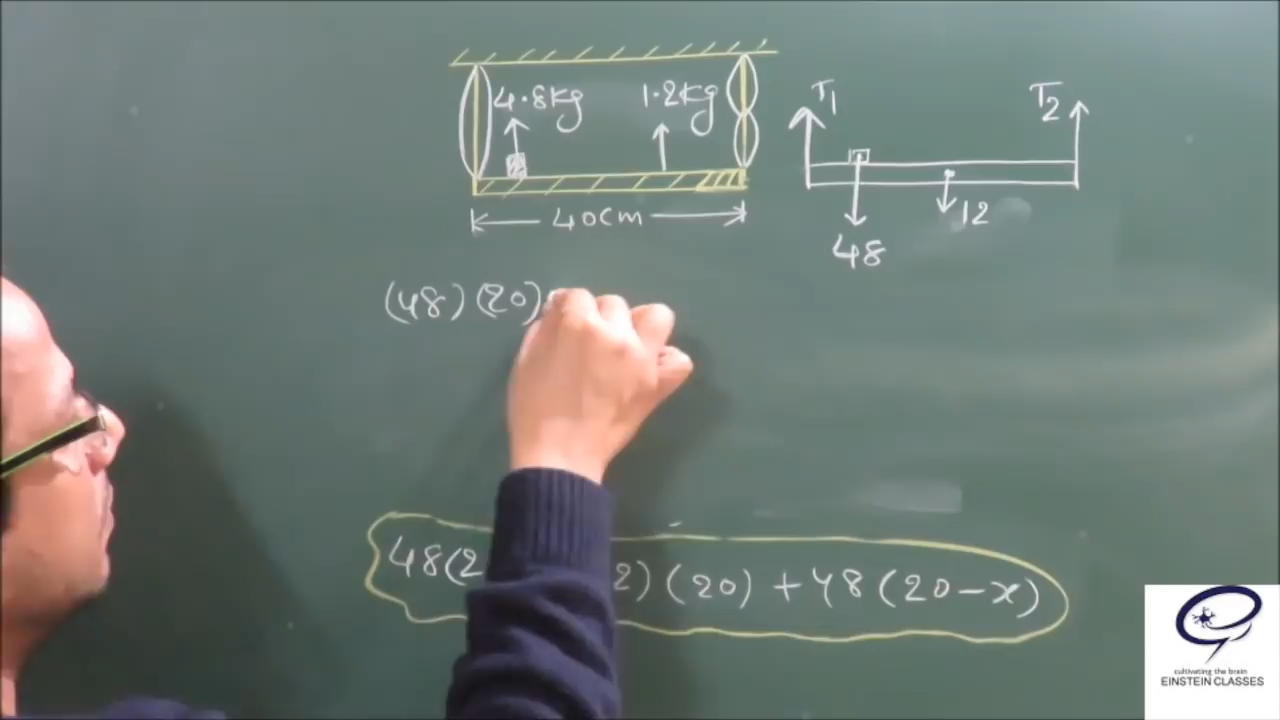 4.8kg
1.2kg
40cm
T1
T2
48
12
(48)(20)
48(2 2)(20)+48(20-x)
cultivating the brain
EINSTEIN CLASSES